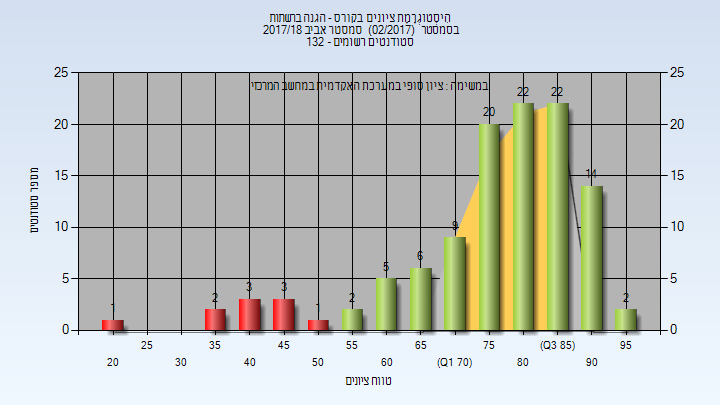 היסטוגרמת ציונים בקורס - הגנה ברשתות
בסמסטר (02/2017) סמסטר אביב 2017/18
סטודנטים רשומים - 132
במשימה : ציון סופי במערכת האקדמית במחשב המרכזי
מספר סטודנטים
25 25
20 20
15 15
10 10
5 5
0 0
1 2 3 3 1 2 5 6 9 20 22 22 14 2
25 35 45 55 65 75 (Q3 85) 95
20 30 40 50 60 (Q1 70) 80 90
טווח ציונים